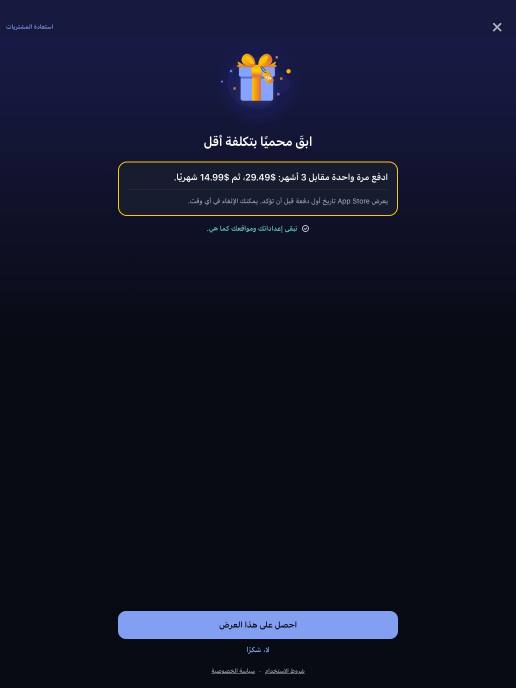 استعادة المشتريات
ابقَ محميًا بتكلفة أقل
ادفع مرة واحدة مقابل 3 أشهر: 29.49$، ثم 14.99$ شهريًا.
يعرض App Store تاريخ أول دفعة قبل أن تؤكد. يمكنك الإلغاء في أي وقت.
تبقى إعداداتك ومواقعك كما هي.
احصل على هذا العرض
لا، شكرًا
شروط الاستخدام - سياسة الخصوصية